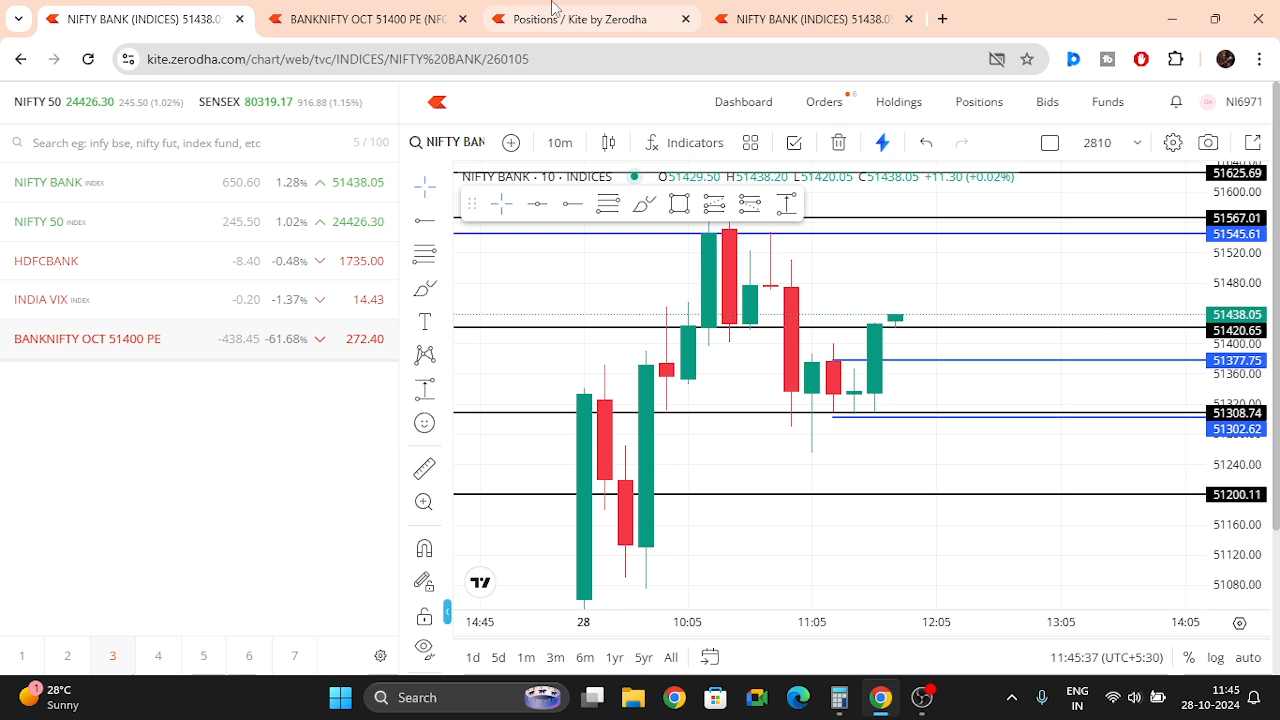 NIFTY BANK (INDICES) 51438.0
BANKNIFTY OCT 51400 PE (NFO
Positions / Kite by Zerodha
NIFTY BANK (INDICES) 51438.0
kite.zerodha.com/chart/web/tvc/INDICES/NIFTY%20BANK/260105
NIFTY 50 24426.30 245.50 (1.02%) SENSEX 80319.17 916.88 (1.15%)
Dashboard Orders 6 Holdings Positions Bids Funds NI6971
Search eg: infy bse, nifty fut, index fund, etc 5 / 100
NIFTY BAN 10m Indicators 2810
NIFTY BANK INDEX 650.60 1.28% 51438.05
NIFTY 50 INDEX 245.50 1.02% 24426.30
HDFCBANK -8.40 -0.48% 1735.00
INDIA VIX INDEX -0.20 -1.37% 14.43
BANKNIFTY OCT 51400 PE -438.45 -61.68% 272.40
NIFTY BANK · 10 · INDICES O51429.50 H51438.20 L51420.05 C51438.05 +11.30 (+0.02%)
51625.69
51600.00
51567.01
51545.61
51520.00
51480.00
51438.05
51420.65
51400.00
51377.75
51360.00
51320.00
51308.74
51302.62
51240.00
51200.11
51160.00
51120.00
51080.00
14:45 28 10:05 11:05 12:05 13:05 14:05
1d 5d 1m 3m 6m 1yr 5yr All 11:45:37 (UTC+5:30) % log auto
1 2 3 4 5 6 7
1
28°C
Sunny
Search
ENG
IN
11:45
28-10-2024